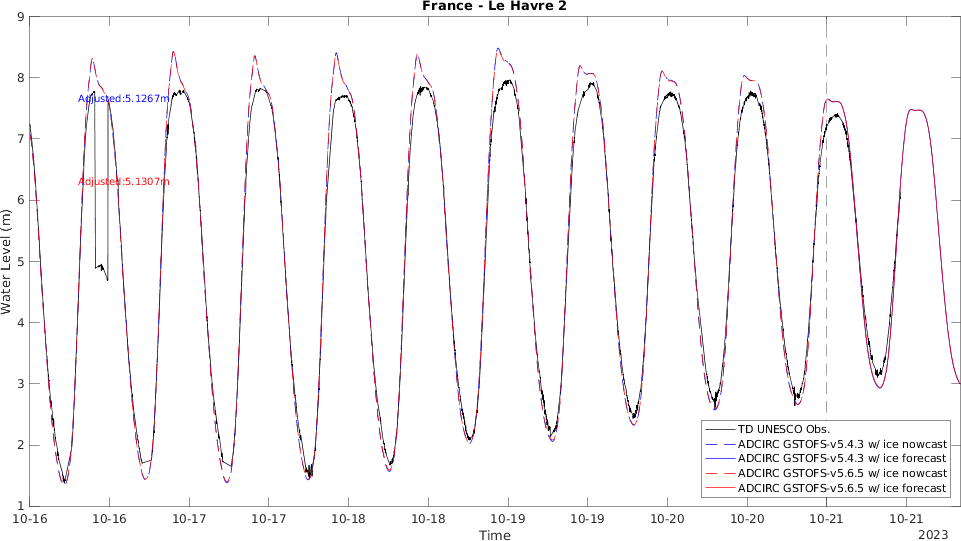 France - Le Havre 2
9
8
7
6
5
4
3
2
1
Water Level (m)
Adjusted:5.1267m
Adjusted:5.1307m
TD UNESCO Obs.
ADCIRC GSTOFS-v5.4.3 w/ ice nowcast
ADCIRC GSTOFS-v5.4.3 w/ ice forecast
ADCIRC GSTOFS-v5.6.5 w/ ice nowcast
ADCIRC GSTOFS-v5.6.5 w/ ice forecast
10-16 10-16 10-17 10-17 10-18 10-18 10-19 10-19 10-20 10-20 10-21 10-21
Time
2023